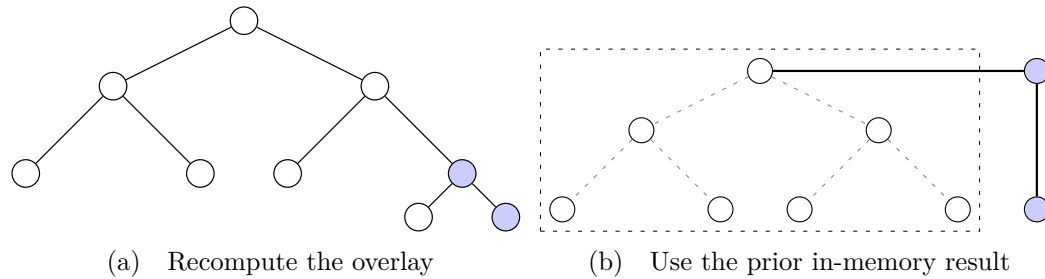 (a) Recompute the overlay
(b) Use the prior in-memory result